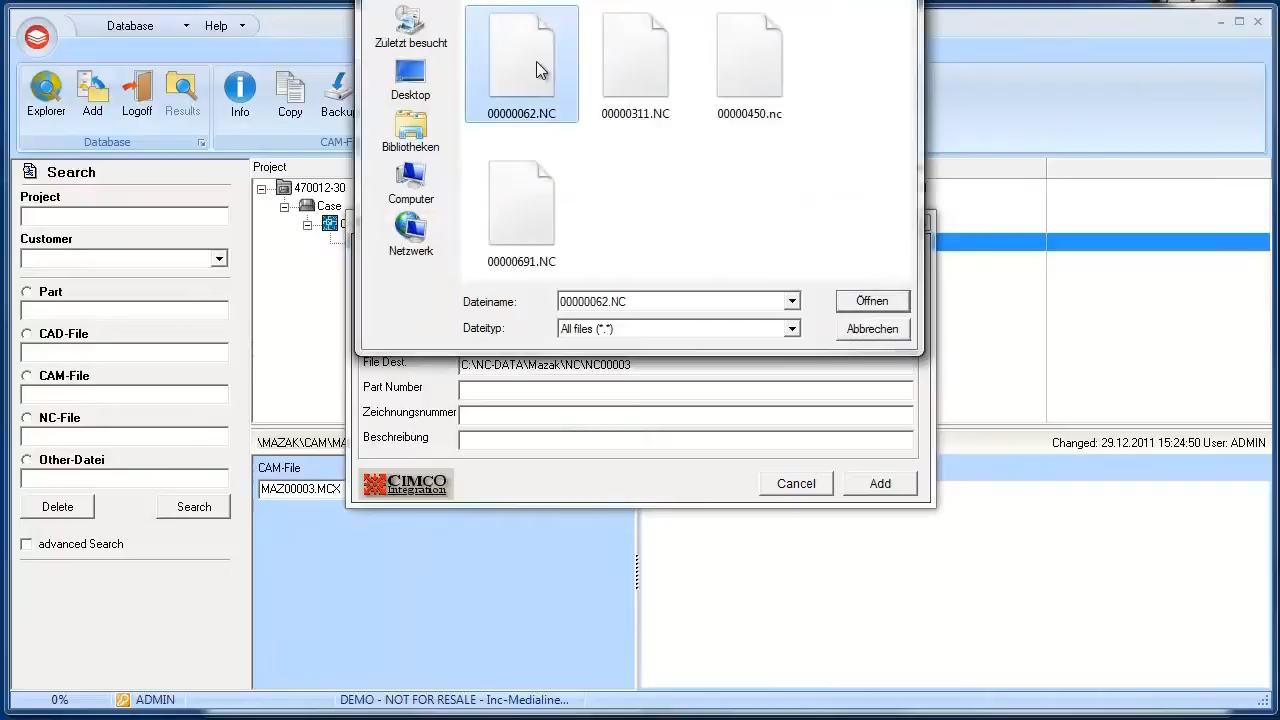 Database
Help
Explorer
Add
Logoff
Results
Info
Copy
Backu
Database
CAM-F
Zuletzt besucht
Desktop
Bibliotheken
Computer
Netzwerk
00000062.NC
00000311.NC
00000450.nc
00000691.NC
Dateiname:
00000062.NC
Öffnen
Dateityp:
All files (*.*)
Abbrechen
Search
Project
Customer
Part
CAD-File
CAM-File
NC-File
Other-Datei
Delete
Search
advanced Search
Project
470012-30
Case
File Dest.
C:\NC-DATA\Mazak\NC\NC00003
Part Number
Zeichnungsnummer
Beschreibung
CIMCO
Integration
Cancel
Add
\MAZAK\CAM\MA
Changed: 29.12.2011 15:24:50 User: ADMIN
CAM-File
MAZ00003.MCX
0%
ADMIN
DEMO - NOT FOR RESALE - Inc-Medialine...